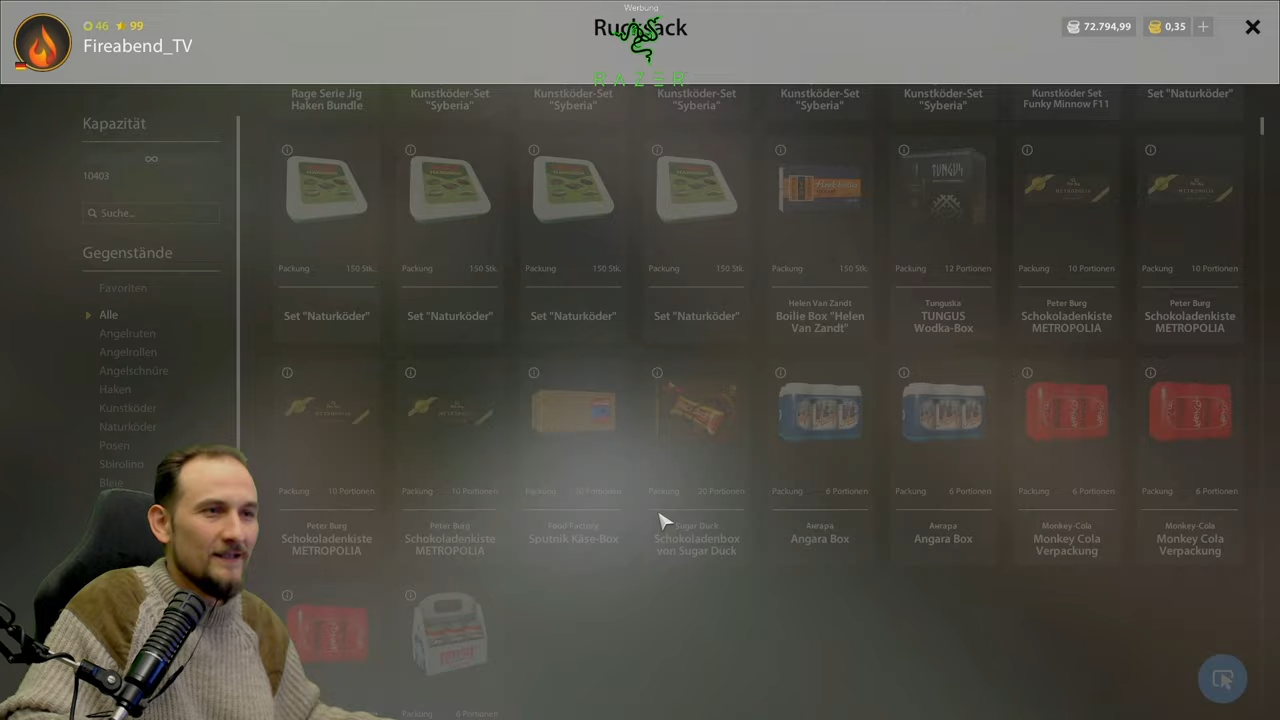 Werbung
46 99
Fireabend_TV
Rucksack
RAZER
72.794,99
0,35
Kapazität
∞
10403
Suche...
Gegenstände
Favoriten
Alle
Angelruten
Angelrollen
Angelschnüre
Haken
Kunstköder
Naturköder
Posen
Sbirolino
Bleie
Rage Serie Jig
Haken Bundle
Kunstköder-Set
"Syberia"
Kunstköder-Set
"Syberia"
Kunstköder-Set
"Syberia"
Kunstköder-Set
"Syberia"
Kunstköder-Set
"Syberia"
Kunstköder Set
Funky Minnow F11
Set "Naturköder"
Packung 150 Stk.
Set "Naturköder"
Packung 150 Stk.
Set "Naturköder"
Packung 150 Stk.
Set "Naturköder"
Packung 150 Stk.
Set "Naturköder"
Packung 150 Stk.
Helen Van Zandt
Boilie Box "Helen
Van Zandt"
TUNGUS
Packung 12 Portionen
Tunguska
TUNGUS
Wodka-Box
METROPOLIA
Packung 10 Portionen
Peter Burg
Schokoladenkiste
METROPOLIA
METROPOLIA
Packung 10 Portionen
Peter Burg
Schokoladenkiste
METROPOLIA
Packung 10 Portionen
Peter Burg
Schokoladenkiste
METROPOLIA
Packung 10 Portionen
Peter Burg
Schokoladenkiste
METROPOLIA
Packung 30 Portionen
Food Factory
Sputnik Käse-Box
Packung 20 Portionen
Sugar Duck
Schokoladenbox
von Sugar Duck
Packung 6 Portionen
Ангара
Angara Box
Packung 6 Portionen
Ангара
Angara Box
Packung 6 Portionen
Monkey-Cola
Monkey Cola
Verpackung
Packung 6 Portionen
Monkey-Cola
Monkey Cola
Verpackung
Packung 6 Portionen